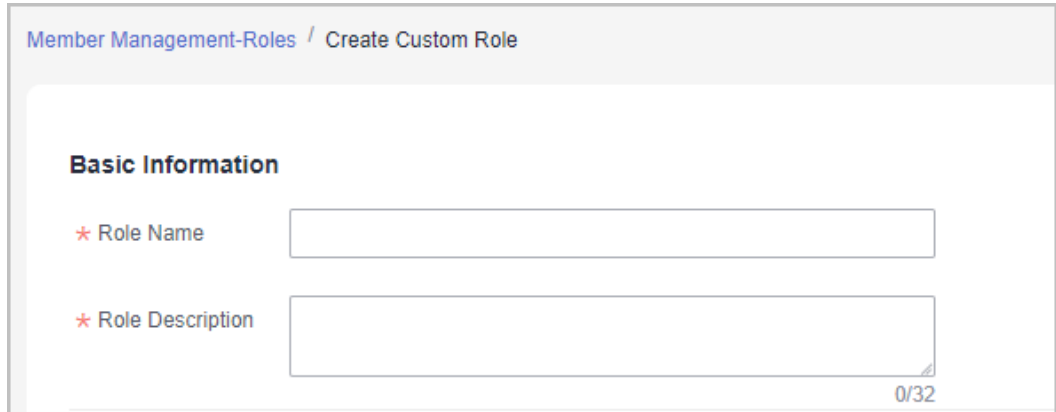 Member Management-Roles / Create Custom Role
Basic Information
* Role Name
* Role Description
0/32